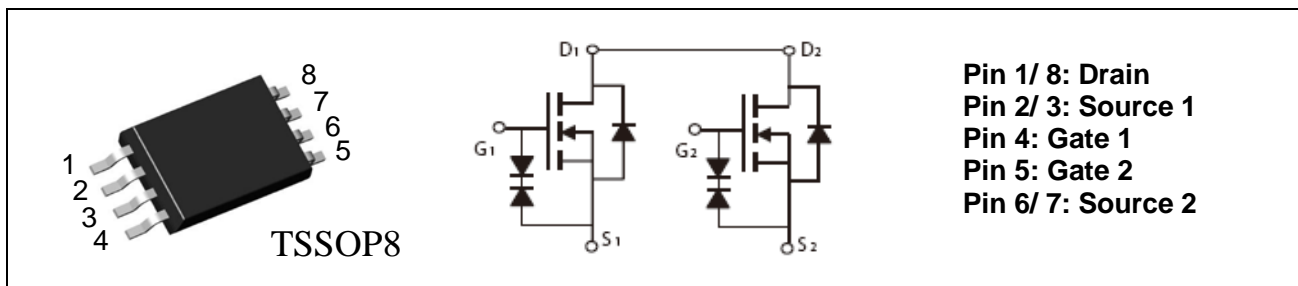 8
7
6
5
1
2
3
4
TSSOP8
D1
D2
G1
G2
S1
S2
Pin 1/ 8: Drain
Pin 2/ 3: Source 1
Pin 4: Gate 1
Pin 5: Gate 2
Pin 6/ 7: Source 2